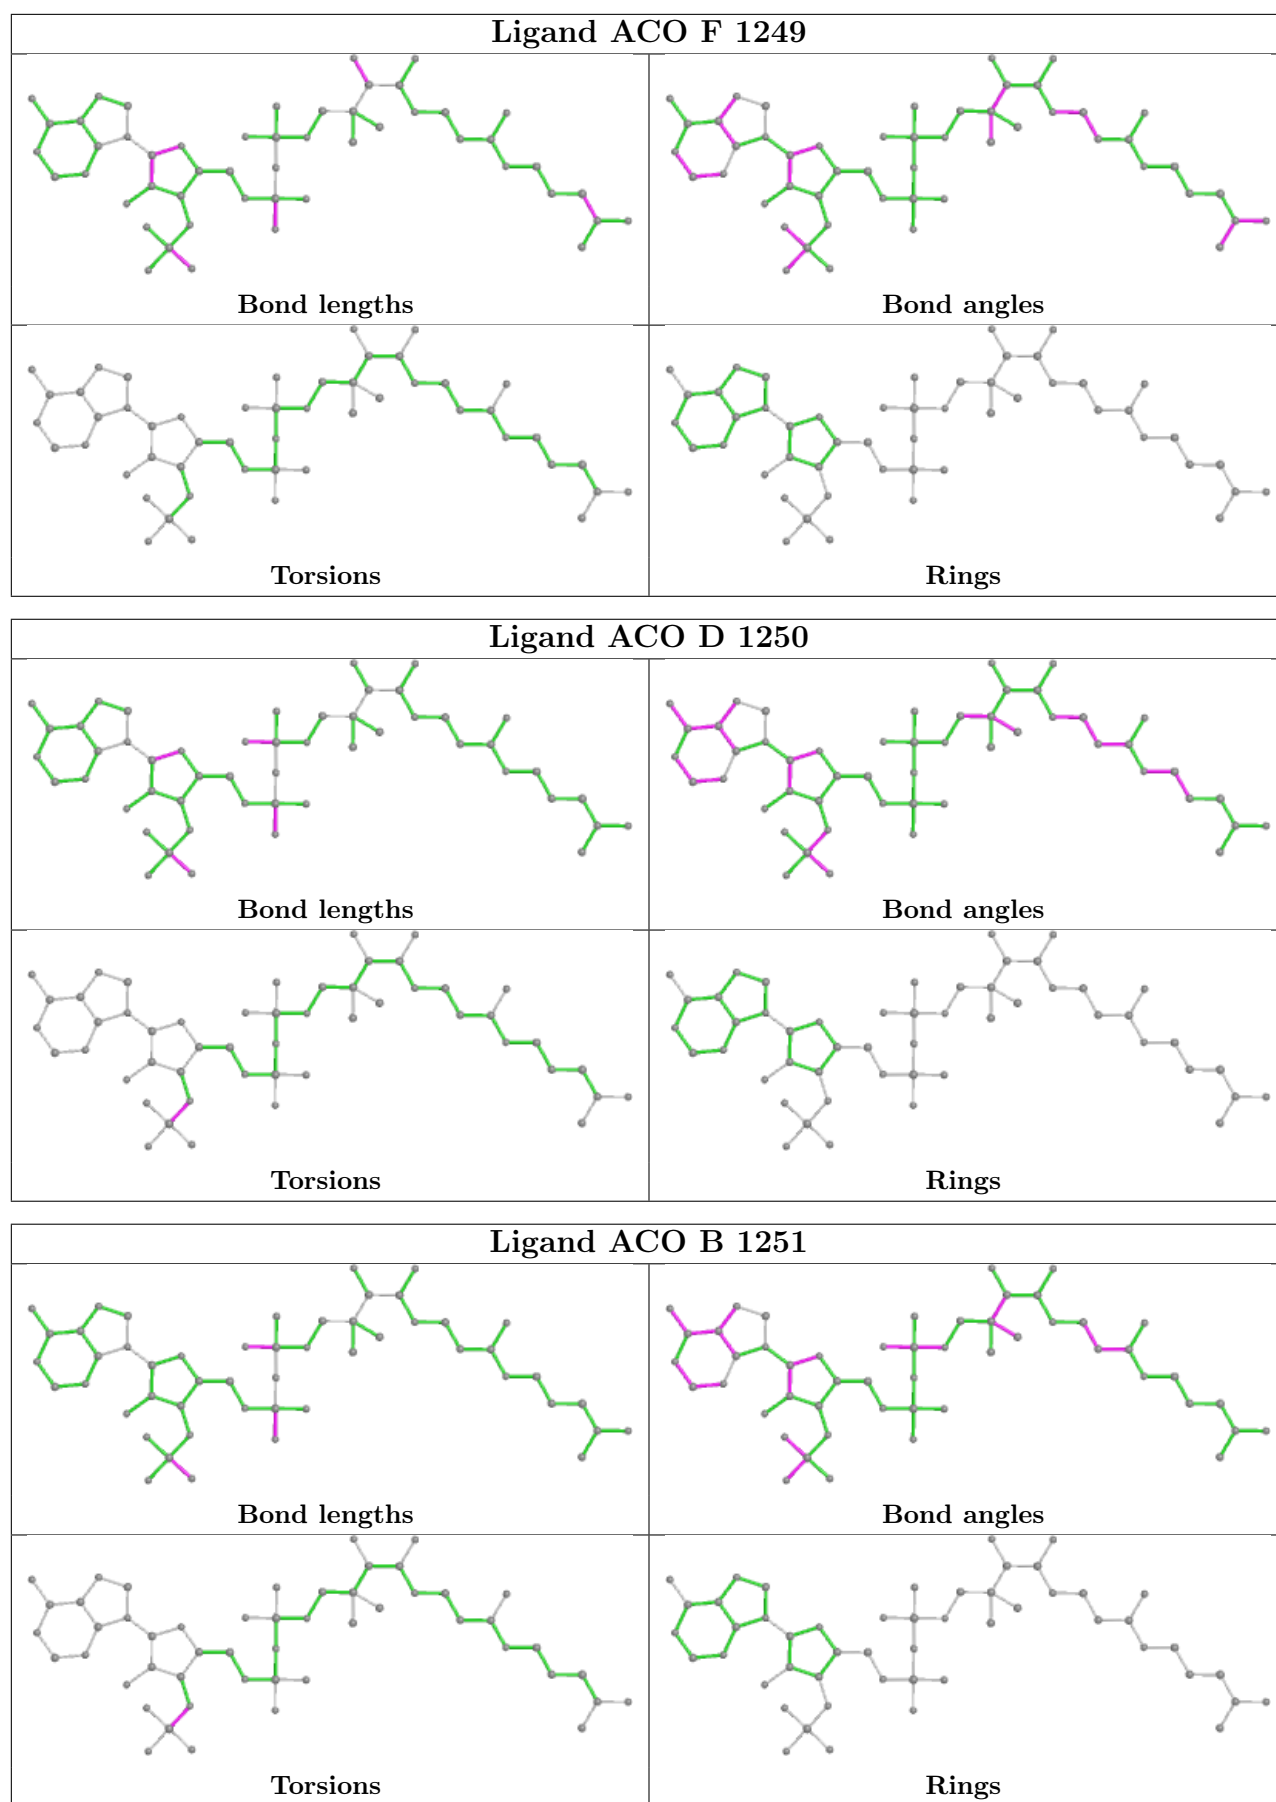 Ligand ACO F 1249
Bond lengths
Bond angles
Torsions
Rings
Ligand ACO D 1250
Bond lengths
Bond angles
Torsions
Rings
Ligand ACO B 1251
Bond lengths
Bond angles
Torsions
Rings